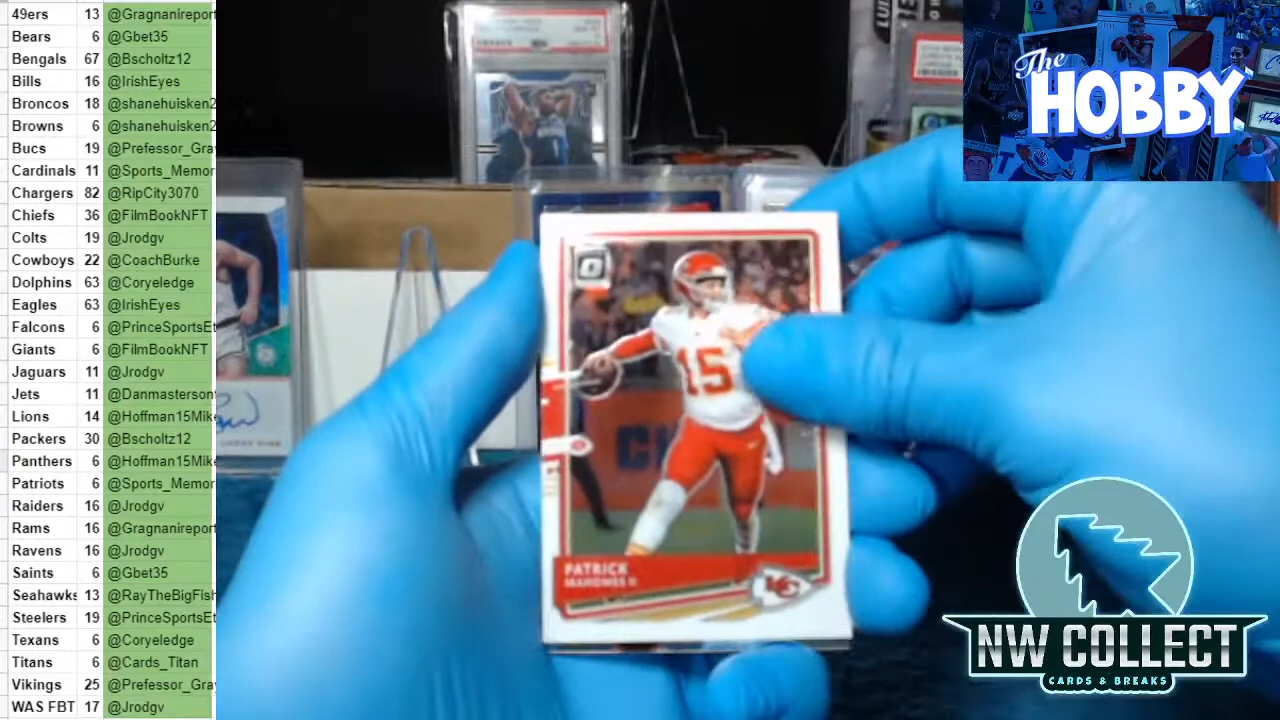 49ers 13 @Gragnanireport
Bears 6 @Gbet35
Bengals 67 @Bscholtz12
Bills 16 @IrishEyes
Broncos 18 @shanehuisken2
Browns 6 @shanehuisken2
Bucs 19 @Prefessor_Gray
Cardinals 11 @Sports_Memor
Chargers 82 @RipCity3070
Chiefs 36 @FilmBookNFT
Colts 19 @Jrodgv
Cowboys 22 @CoachBurke
Dolphins 63 @Coryeledge
Eagles 63 @IrishEyes
Falcons 6 @PrinceSportsEt
Giants 6 @FilmBookNFT
Jaguars 11 @Jrodgv
Jets 11 @Danmasterson
Lions 14 @Hoffman15Mike
Packers 30 @Bscholtz12
Panthers 6 @Hoffman15Mike
Patriots 6 @Sports_Memor
Raiders 16 @Jrodgv
Rams 16 @Gragnanireport
Ravens 16 @Jrodgv
Saints 6 @Gbet35
Seahawks 13 @RayTheBigFish
Steelers 19 @PrinceSportsEt
Texans 6 @Coryeledge
Titans 6 @Cards_Titan
Vikings 25 @Prefessor_Gray
WAS FBT 17 @Jrodgv
The
HOBBY
15
PATRICK
MAHOMES II
KC
NW COLLECT
CARDS & BREAKS